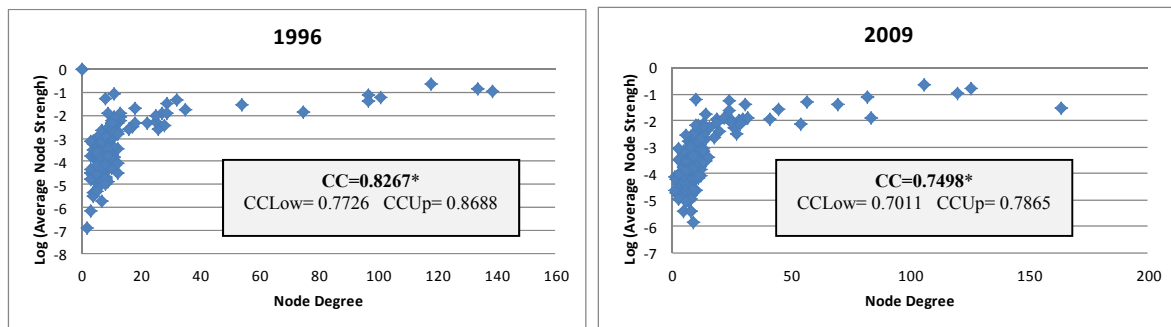 1996
Log (Average Node Strengh)
0
-1
-2
-3
-4
-5
-6
-7
-8
CC=0.8267*
CCLow= 0.7726 CCUp= 0.8688
0 20 40 60 80 100 120 140 160
Node Degree
2009
Log (Average Node Strengh)
0
-1
-2
-3
-4
-5
-6
-7
CC=0.7498*
CCLow= 0.7011 CCUp= 0.7865
0 50 100 150 200
Node Degree